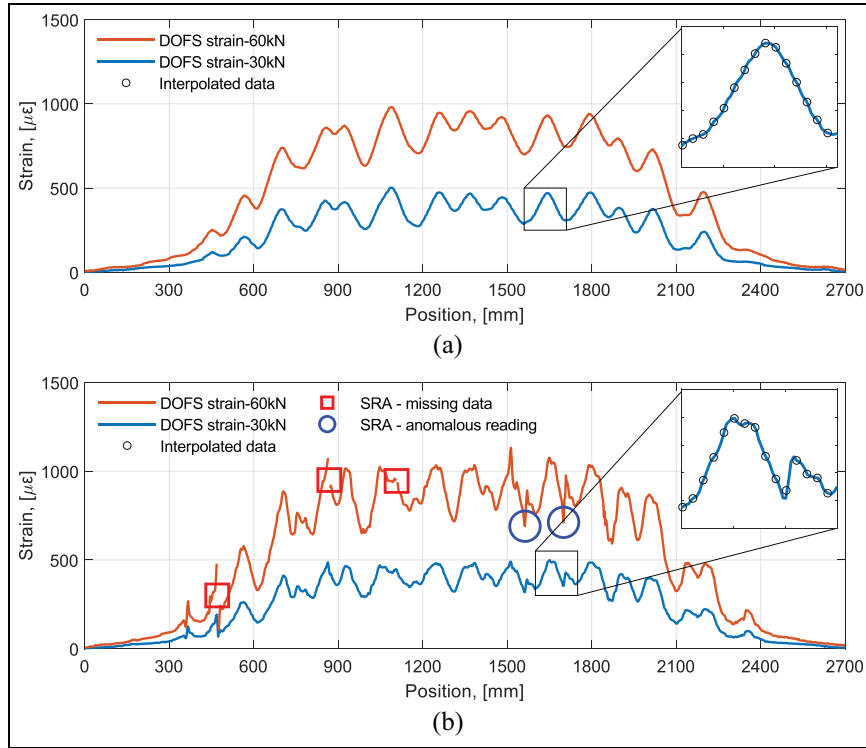 1500
1000
500
0
Strain, [με]
DOFS strain-60kN
DOFS strain-30kN
Interpolated data
0 300 600 900 1200 1500 1800 2100 2400 2700
Position, [mm]
(a)
1500
1000
500
0
Strain, [με]
DOFS strain-60kN SRA - missing data
DOFS strain-30kN SRA - anomalous reading
Interpolated data
0 300 600 900 1200 1500 1800 2100 2400 2700
Position, [mm]
(b)